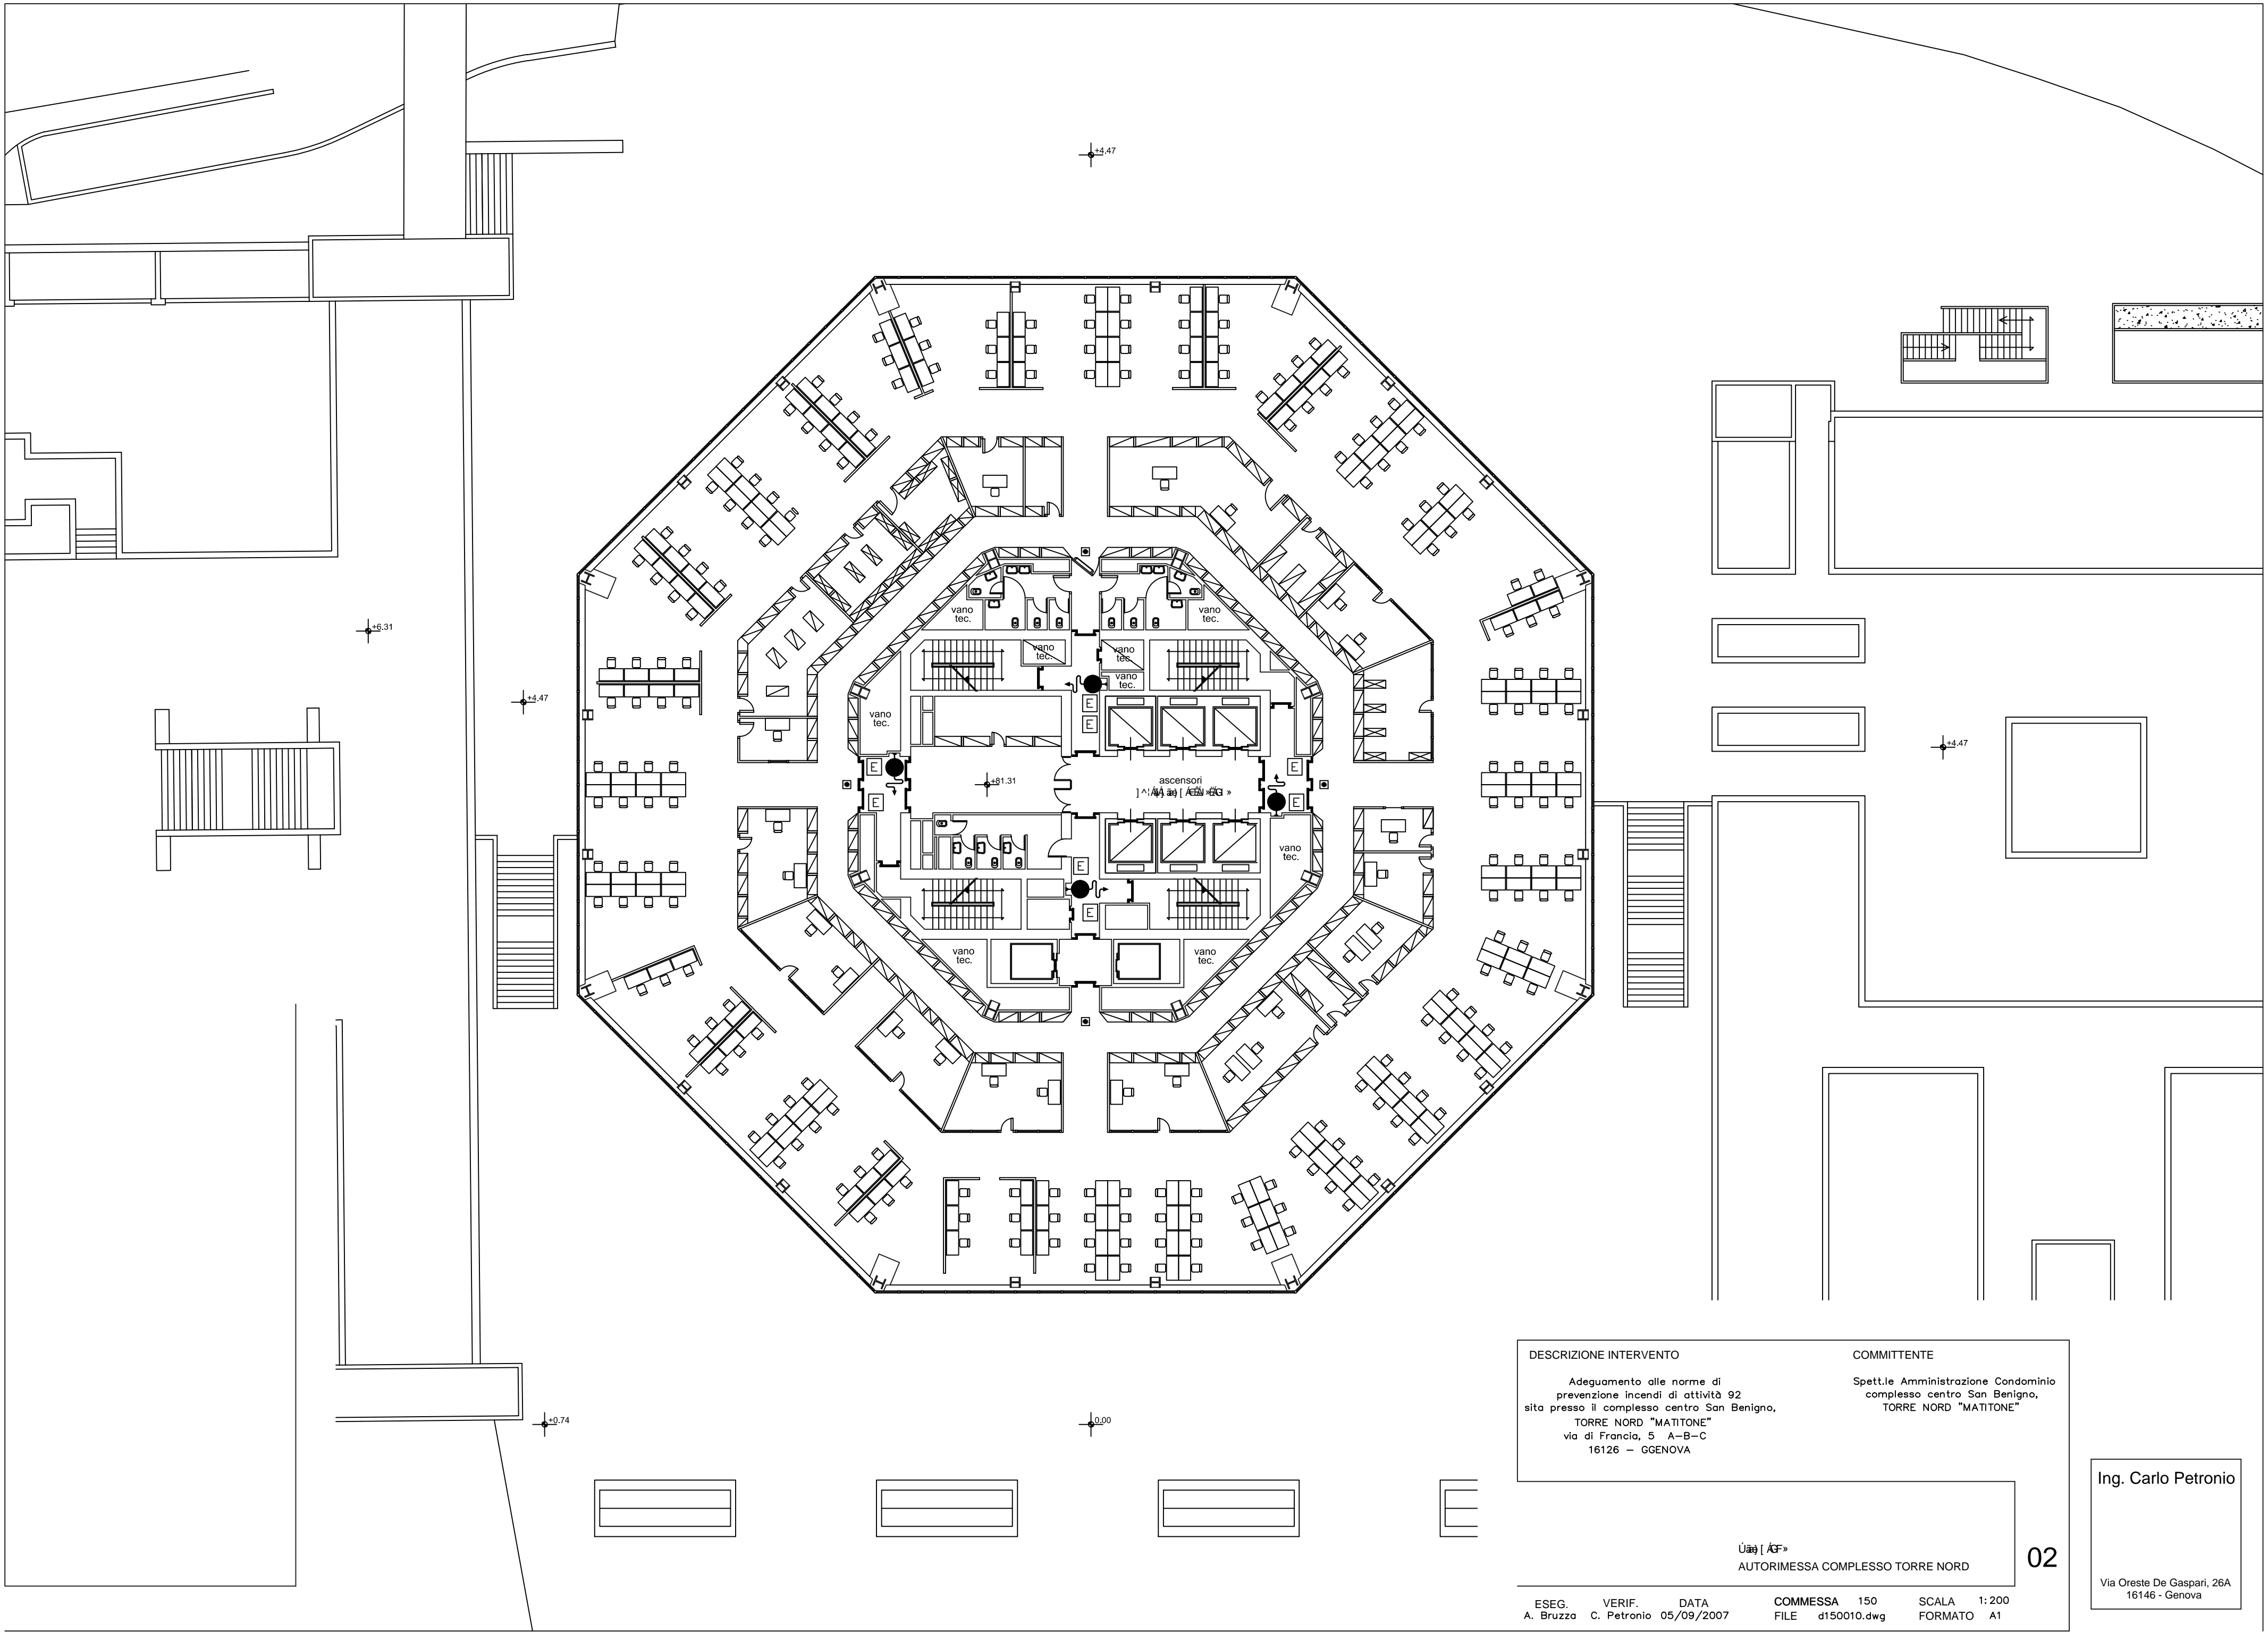 +4.47
+6.31
+4.47
+4.47
vano
tec.
vano
tec.
vano
tec.
vano
tec.
vano
tec.
vano
tec.
E
E
E
E
E
E
E
E
+81.31
ascensori
vano
tec.
vano
tec.
vano
tec.
+0.74
0.00
DESCRIZIONE INTERVENTO
Adeguamento alle norme di
prevenzione incendi di attività 92
sita presso il complesso centro San Benigno,
TORRE NORD "MATITONE"
via di Francia, 5 A-B-C
16126 - GGENOVA
COMMITTENTE
Spett.le Amministrazione Condominio
complesso centro San Benigno,
TORRE NORD "MATITONE"
AUTORIMESSA COMPLESSO TORRE NORD
02
ESEG. VERIF. DATA COMMESSA 150 SCALA 1:200
A. Bruzza C. Petronio 05/09/2007 FILE d150010.dwg FORMATO A1
Ing. Carlo Petronio
Via Oreste De Gaspari, 26A
16146 - Genova